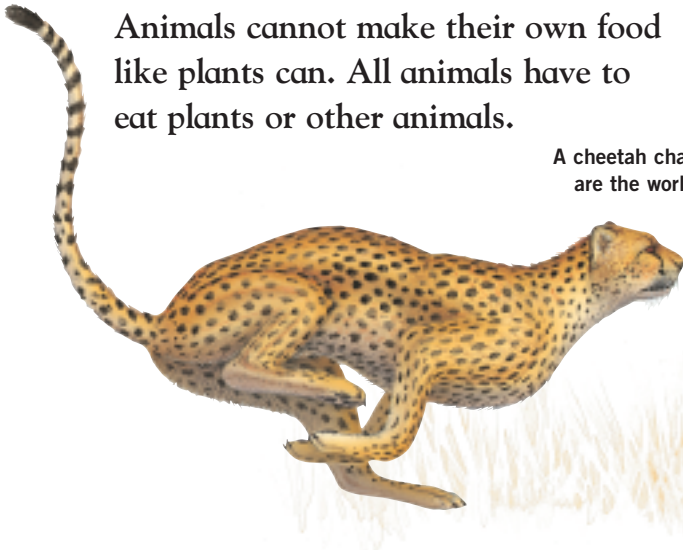 Animals cannot make their own food
like plants can. All animals have to
eat plants or other animals.
A cheetah cha
are the worl